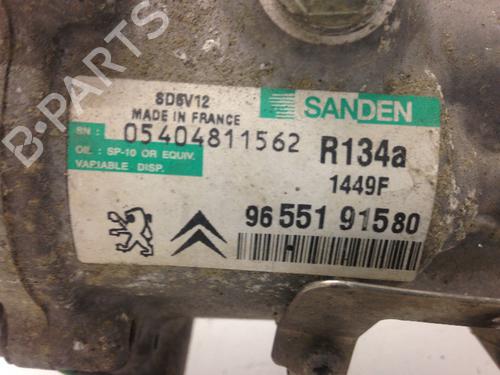 SD6V12
MADE IN FRANCE
SANDEN
SN : 05404811562
OIL : SP-10 OR EQUIV.
VARIABLE DISP.
R134a
1449F
96 551 915 80
B-PARTS